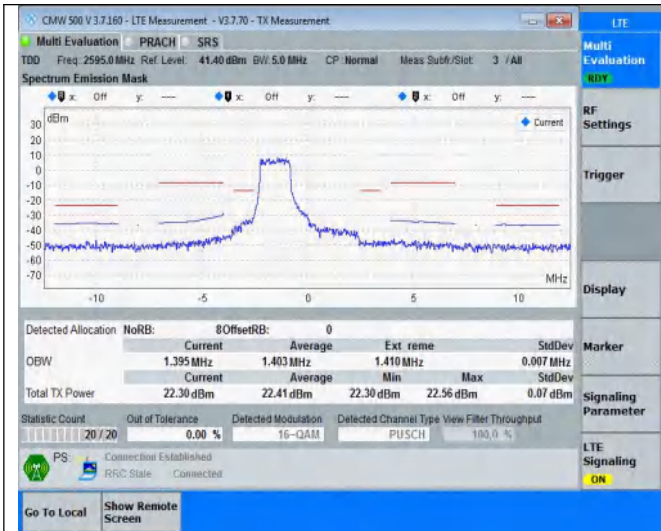 CMW 500 V 3.7.160 - LTE Measurement - V3.7.70 - TX Measurement
LTE
Multi Evaluation PRACH SRS
TDD Freq.:2595.0 MHz Ref. Level: 41.40 dBm BW: 5.0 MHz CP :Normal Meas Subfr./Slot: 3 / All
Spectrum Emission Mask
x: Off y: --- x: Off y: --- x: Off y: ---
dBm
Current
30
20
10
0
-10
-20
-30
-40
-50
-60
-70
MHz
-10 -5 0 5 10
Detected Allocation NoRB: 8 OffsetRB: 0
Current Average Extreme StdDev
OBW 1.395 MHz 1.403 MHz 1.410 MHz 0.007 MHz
Current Average Min Max StdDev
Total TX Power 22.30 dBm 22.41 dBm 22.30 dBm 22.56 dBm 0.07 dBm
Statistic Count Out of Tolerance Detected Modulation Detected Channel Type View Filter Throughput
20 / 20 0.00 % 16-QAM PUSCH 100.0 %
PS: Connection Established
RRC State Connected
Multi
Evaluation
RDY
RF
Settings
Trigger
Display
Marker
Signaling
Parameter
LTE
Signaling
ON
Go To Local
Show Remote
Screen